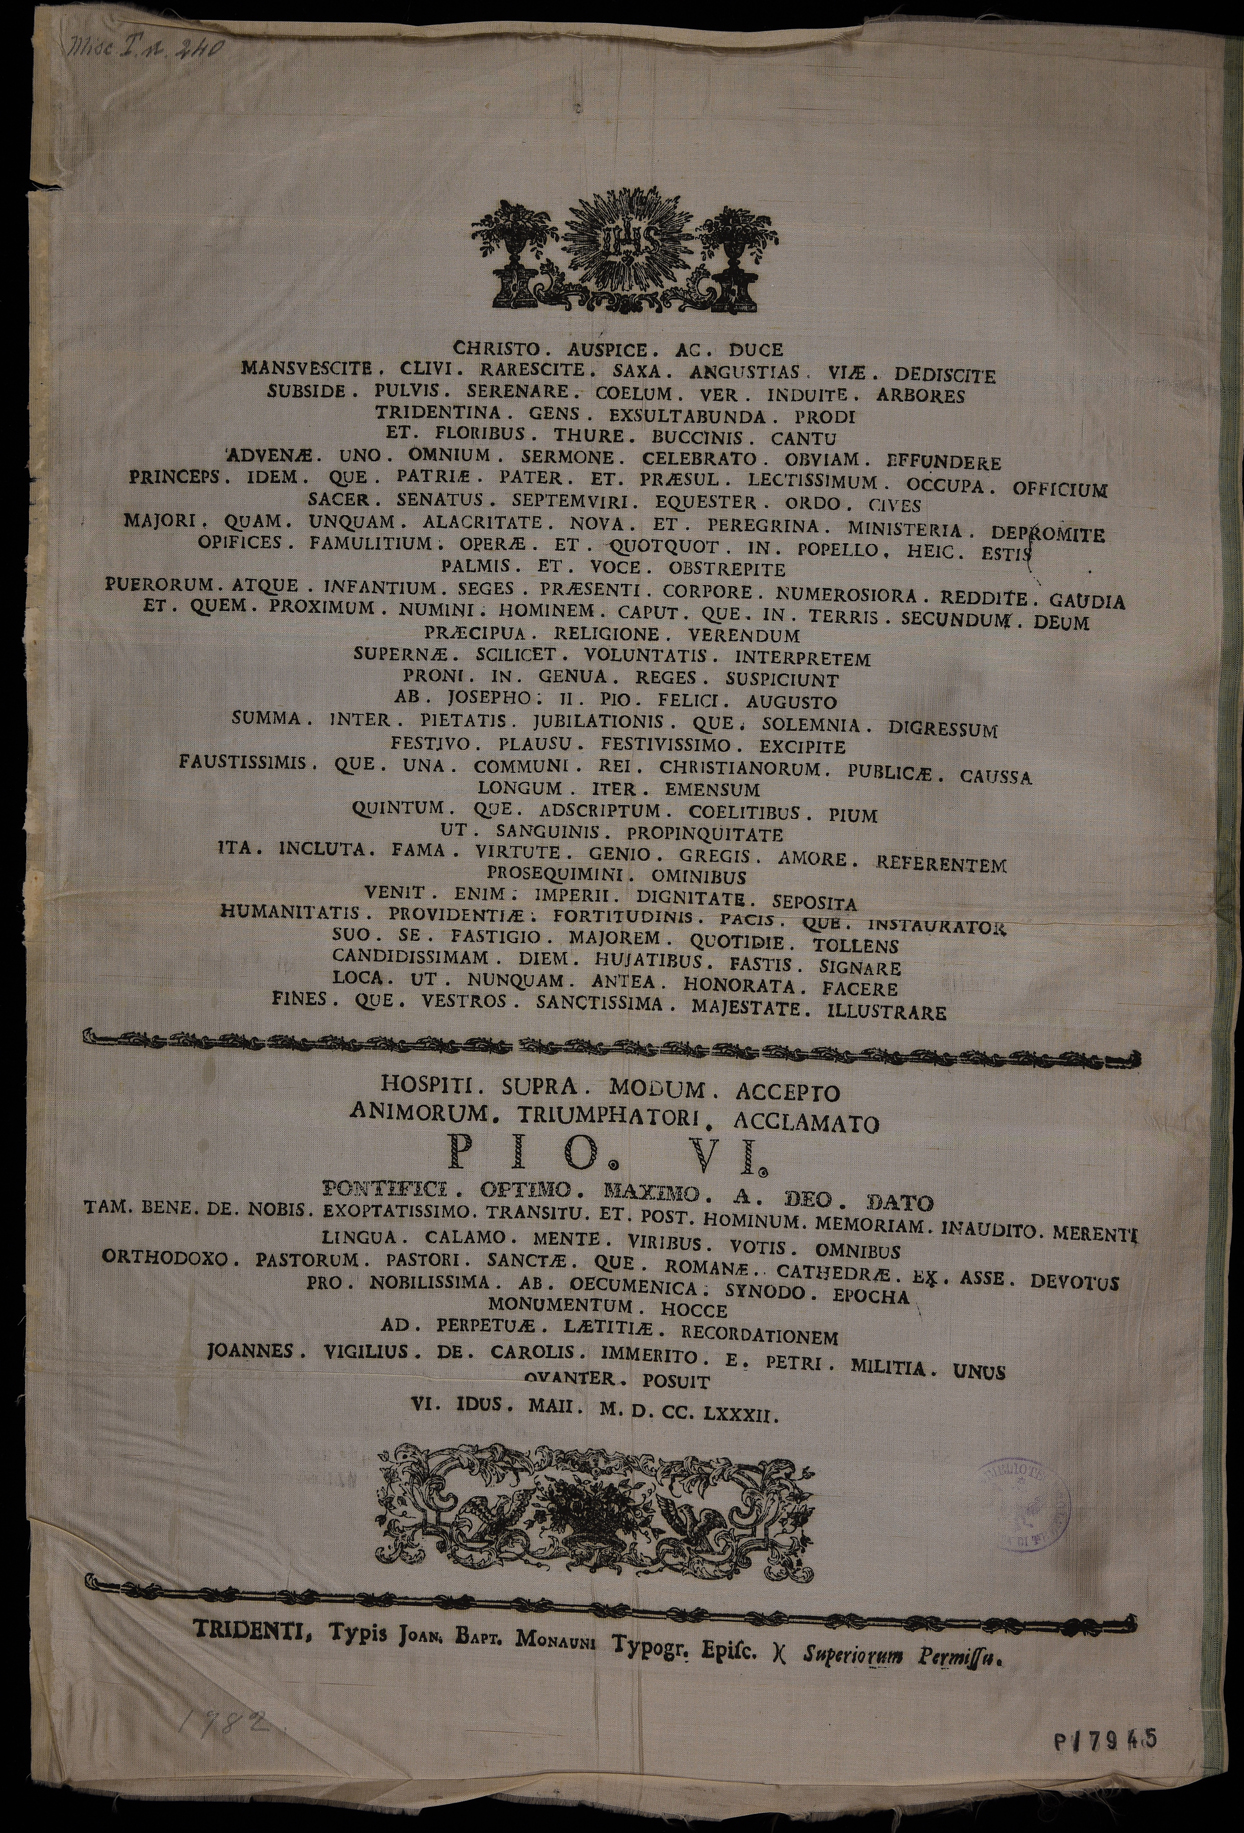 Misc T. n. 240
IHS
CHRISTO . AUSPICE . AC . DUCE
MANSVESCITE . CLIVI . RARESCITE . SAXA . ANGUSTIAS . VIÆ . DEDISCITE
SUBSIDE . PULVIS . SERENARE . COELUM . VER . INDUITE . ARBORES
TRIDENTINA . GENS . EXSULTABUNDA . PRODI
ET . FLORIBUS . THURE . BUCCINIS . CANTU
ADVENÆ . UNO . OMNIUM . SERMONE . CELEBRATO . OBVIAM . EFFUNDERE
PRINCEPS . IDEM . QUE . PATRIÆ . PATER . ET . PRÆSUL . LECTISSIMUM . OCCUPA . OFFICIUM
SACER . SENATUS . SEPTEMVIRI . EQUESTER . ORDO . CIVES
MAJORI . QUAM . UNQUAM . ALACRITATE . NOVA . ET . PEREGRINA . MINISTERIA . DEPROMITE
OPIFICES . FAMULITIUM . OPERÆ . ET . QUOTQUOT . IN . POPELLO . HEIC . ESTIS
PALMIS . ET . VOCE . OBSTREPITE
PUERORUM . ATQUE . INFANTIUM . SEGES . PRÆSENTI . CORPORE . NUMEROSIORA . REDDITE . GAUDIA
ET . QUEM . PROXIMUM . NUMINI . HOMINEM . CAPUT . QUE . IN . TERRIS . SECUNDUM . DEUM
PRÆCIPUA . RELIGIONE . VERENDUM
SUPERNÆ . SCILICET . VOLUNTATIS . INTERPRETEM
PRONI . IN . GENUA . REGES . SUSPICIUNT
AB . JOSEPHO . II . PIO . FELICI . AUGUSTO
SUMMA . INTER . PIETATIS . JUBILATIONIS . QUE . SOLEMNIA . DIGRESSUM
FESTIVO . PLAUSU . FESTIVISSIMO . EXCIPITE
FAUSTISSIMIS . QUE . UNA . COMMUNI . REI . CHRISTIANORUM . PUBLICÆ . CAUSSA
LONGUM . ITER . EMENSUM
QUINTUM . QUE . ADSCRIPTUM . COELITIBUS . PIUM
UT . SANGUINIS . PROPINQUITATE
ITA . INCLUTA . FAMA . VIRTUTE . GENIO . GREGIS . AMORE . REFERENTEM
PROSEQUIMINI . OMINIBUS
VENIT . ENIM . IMPERII . DIGNITATE . SEPOSITA
HUMANITATIS . PROVIDENTIÆ . FORTITUDINIS . PACIS . QUE . INSTAURATOR
SUO . SE . FASTIGIO . MAJOREM . QUOTIDIE . TOLLENS
CANDIDISSIMAM . DIEM . HUJATIBUS . FASTIS . SIGNARE
LOCA . UT . NUNQUAM . ANTEA . HONORATA . FACERE
FINES . QUE . VESTROS . SANCTISSIMA . MAJESTATE . ILLUSTRARE
HOSPITI . SUPRA . MODUM . ACCEPTO
ANIMORUM . TRIUMPHATORI . ACCLAMATO
PIO. VI.
PONTIFICI . OPTIMO . MAXIMO . A . DEO . DATO
TAM . BENE . DE . NOBIS . EXOPTATISSIMO . TRANSITU . ET . POST . HOMINUM . MEMORIAM . INAUDITO . MERENTI
LINGUA . CALAMO . MENTE . VIRIBUS . VOTIS . OMNIBUS
ORTHODOXO . PASTORUM . PASTORI . SANCTÆ . QUE . ROMANÆ . CATHEDRÆ . EX . ASSE . DEVOTUS
PRO . NOBILISSIMA . AB . OECUMENICA . SYNODO . EPOCHA
MONUMENTUM . HOCCE
AD . PERPETUÆ . LÆTITIÆ . RECORDATIONEM
JOANNES . VIGILIUS . DE . CAROLIS . IMMERITO . E . PETRI . MILITIA . UNUS
OVANTER . POSUIT
VI . IDUS . MAII . M. D. CC. LXXXII.
TRIDENTI, Typis JOAN. BAPT. MONAUNI Typogr. Episc. )( Superiorum Permissu.
1982
P17945